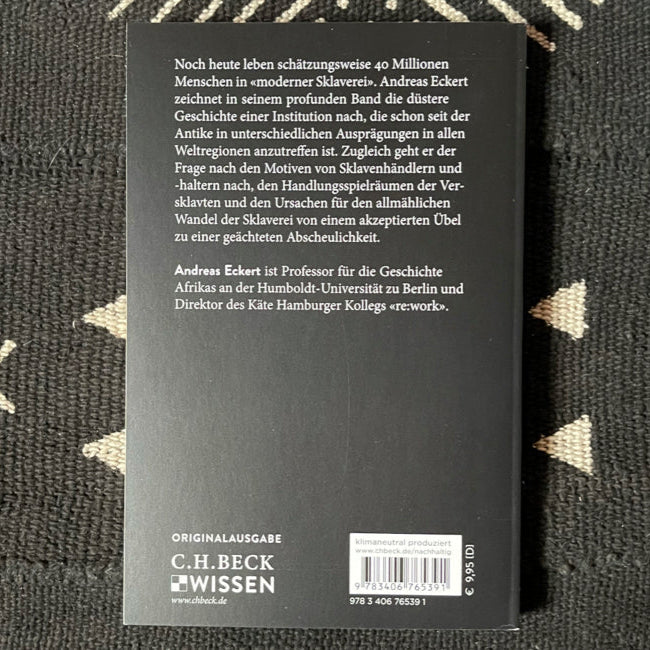 Noch heute leben schätzungsweise 40 Millionen
Menschen in «moderner Sklaverei». Andreas Eckert
zeichnet in seinem profunden Band die düstere
Geschichte einer Institution nach, die schon seit der
Antike in unterschiedlichen Ausprägungen in allen
Weltregionen anzutreffen ist. Zugleich geht er der
Frage nach den Motiven von Sklavenhändlern und
-haltern nach, den Handlungsspielräumen der Ver-
sklavten und den Ursachen für den allmählichen
Wandel der Sklaverei von einem akzeptierten Übel
zu einer geächteten Abscheulichkeit.
Andreas Eckert ist Professor für die Geschichte
Afrikas an der Humboldt-Universität zu Berlin und
Direktor des Käte Hamburger Kollegs «re:work».
ORIGINALAUSGABE
C.H.BECK
WISSEN
www.chbeck.de
klimaneutral produziert
www.chbeck.de/nachhaltig
9 783406 765391
978 3 406 76539 1
€ 9,95 [D]